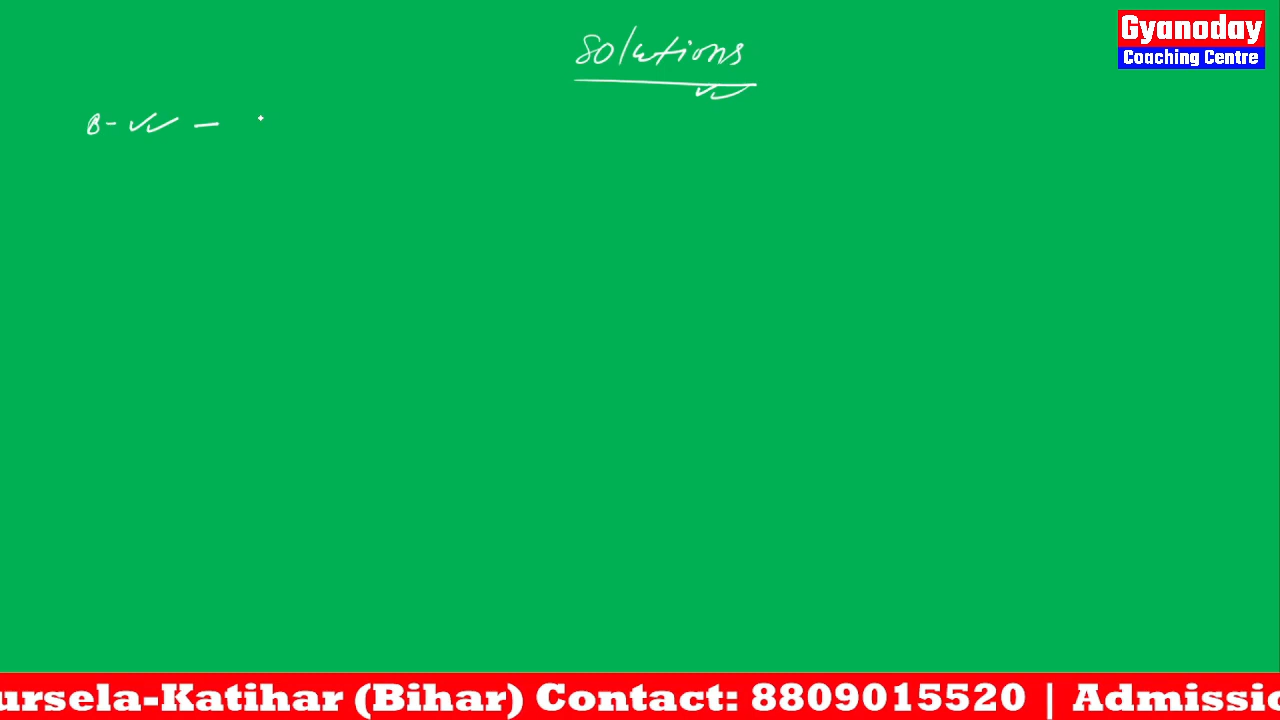 Solutions
Gyanoday
Coaching Centre
B-
ursela-Katihar (Bihar) Contact: 8809015520 | Admissio